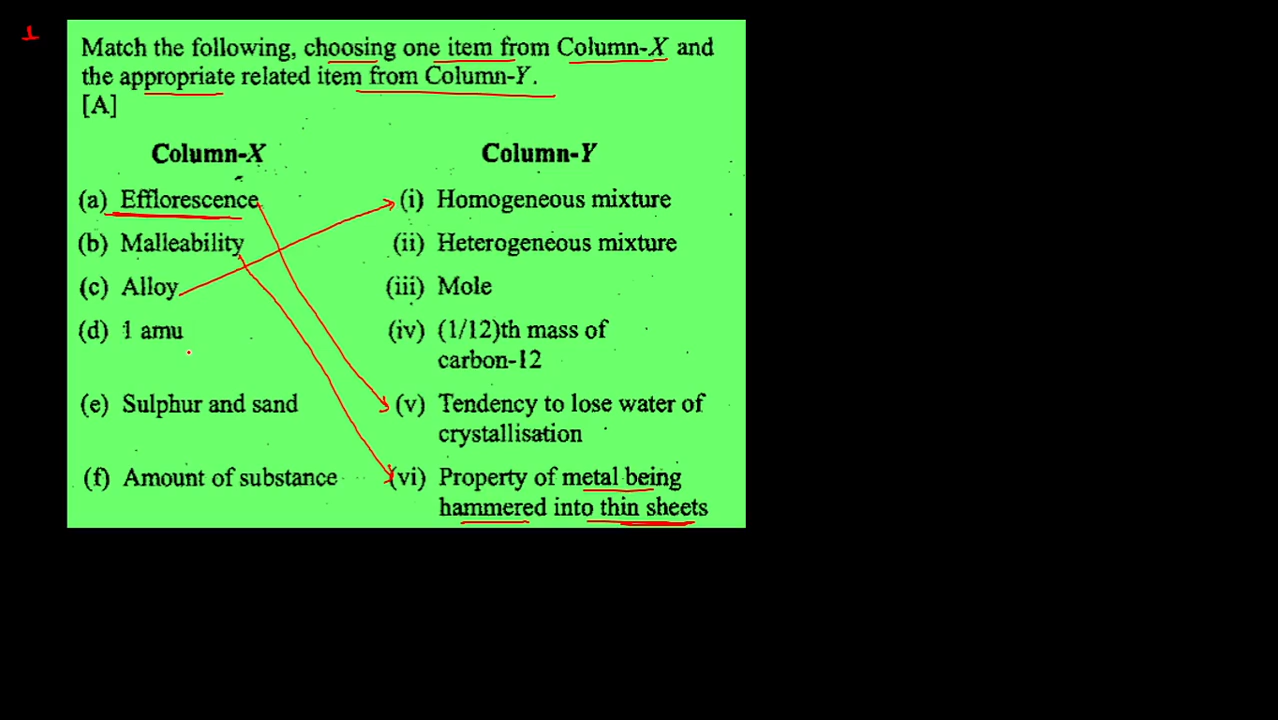 1
Match the following, choosing one item from Column-X and
the appropriate related item from Column-Y.
[A]
Column-X Column-Y
(a) Efflorescence (i) Homogeneous mixture
(b) Malleability (ii) Heterogeneous mixture
(c) Alloy (iii) Mole
(d) 1 amu (iv) (1/12)th mass of
carbon-12
(e) Sulphur and sand (v) Tendency to lose water of
crystallisation
(f) Amount of substance (vi) Property of metal being
hammered into thin sheets